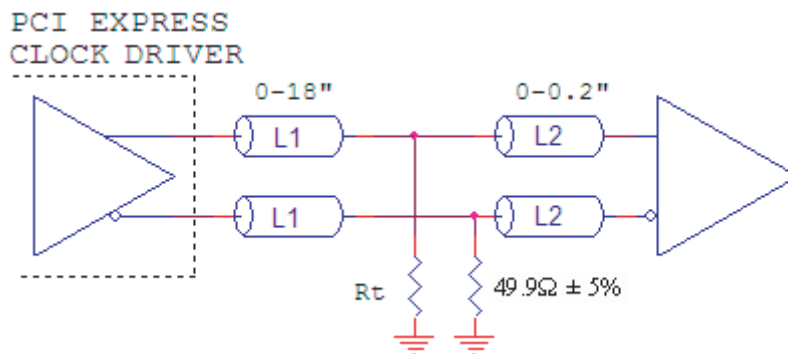 PCI EXPRESS
CLOCK DRIVER
0-18"
0-0.2"
L1
L2
L1
L2
Rt
49.9Ω ± 5%